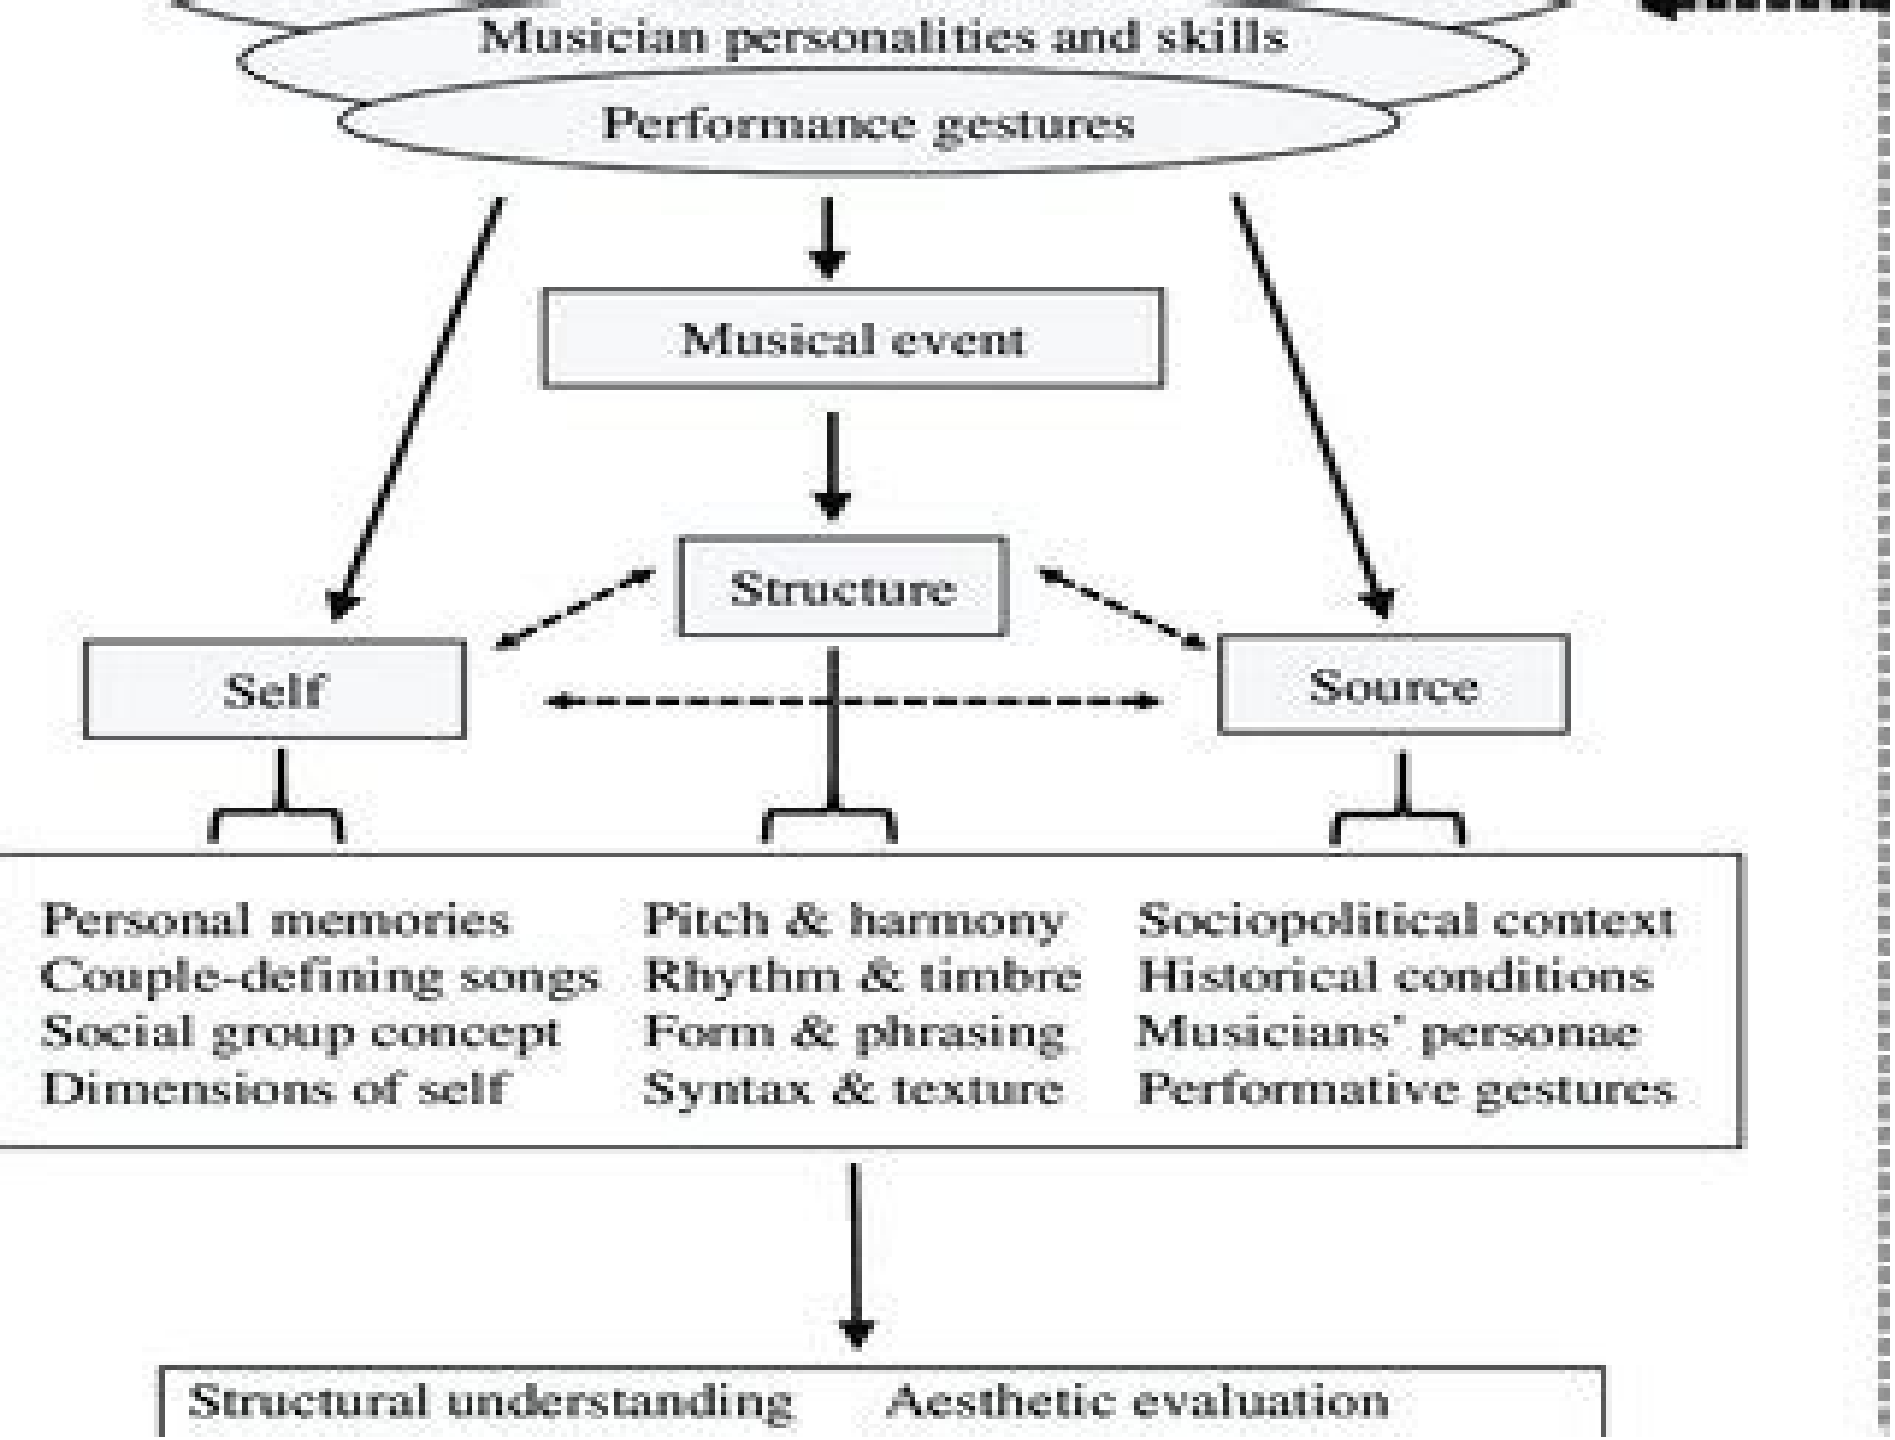 Musician personalities and skills
Performance gestures
Musical event
Structure
Self
Source
Personal memories Pitch & harmony Sociopolitical context
Couple-defining songs Rhythm & timbre Historical conditions
Social group concept Form & phrasing Musicians' personae
Dimensions of self Syntax & texture Performative gestures
Structural understanding Aesthetic evaluation